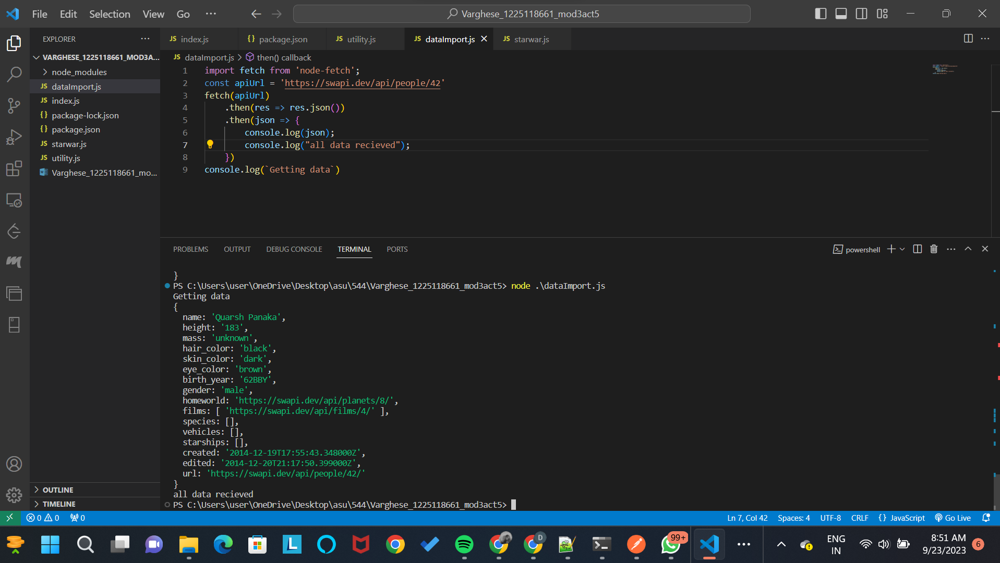 File Edit Selection View Go ··· Varghese_1225118661_mod3act5
EXPLORER ···
VARGHESE_1225118661_MOD3A...
node_modules
JS dataImport.js
JS index.js
{} package-lock.json
{} package.json
JS starwar.js
JS utility.js
Varghese_1225118661_mo...
OUTLINE
TIMELINE
JS index.js {} package.json JS utility.js JS dataImport.js JS starwar.js
JS dataImport.js > then() callback
1 import fetch from 'node-fetch';
2 const apiUrl = 'https://swapi.dev/api/people/42'
3 fetch(apiUrl)
4 .then(res => res.json())
5 .then(json => {
6 console.log(json);
7 console.log("all data recieved");
8 })
9 console.log(`Getting data`)
PROBLEMS OUTPUT DEBUG CONSOLE TERMINAL PORTS powershell
}
PS C:\Users\user\OneDrive\Desktop\asu\544\Varghese_1225118661_mod3act5> node .\dataImport.js
Getting data
{
name: 'Quarsh Panaka',
height: '183',
mass: 'unknown',
hair_color: 'black',
skin_color: 'dark',
eye_color: 'brown',
birth_year: '62BBY',
gender: 'male',
homeworld: 'https://swapi.dev/api/planets/8/',
films: [ 'https://swapi.dev/api/films/4/' ],
species: [],
vehicles: [],
starships: [],
created: '2014-12-19T17:55:43.348000Z',
edited: '2014-12-20T21:17:50.399000Z',
url: 'https://swapi.dev/api/people/42/'
}
all data recieved
PS C:\Users\user\OneDrive\Desktop\asu\544\Varghese_1225118661_mod3act5>
0 0 0 Ln 7, Col 42 Spaces: 4 UTF-8 CRLF {} JavaScript Go Live
L D 99+ ENG 8:51 AM
IN 9/23/2023 6